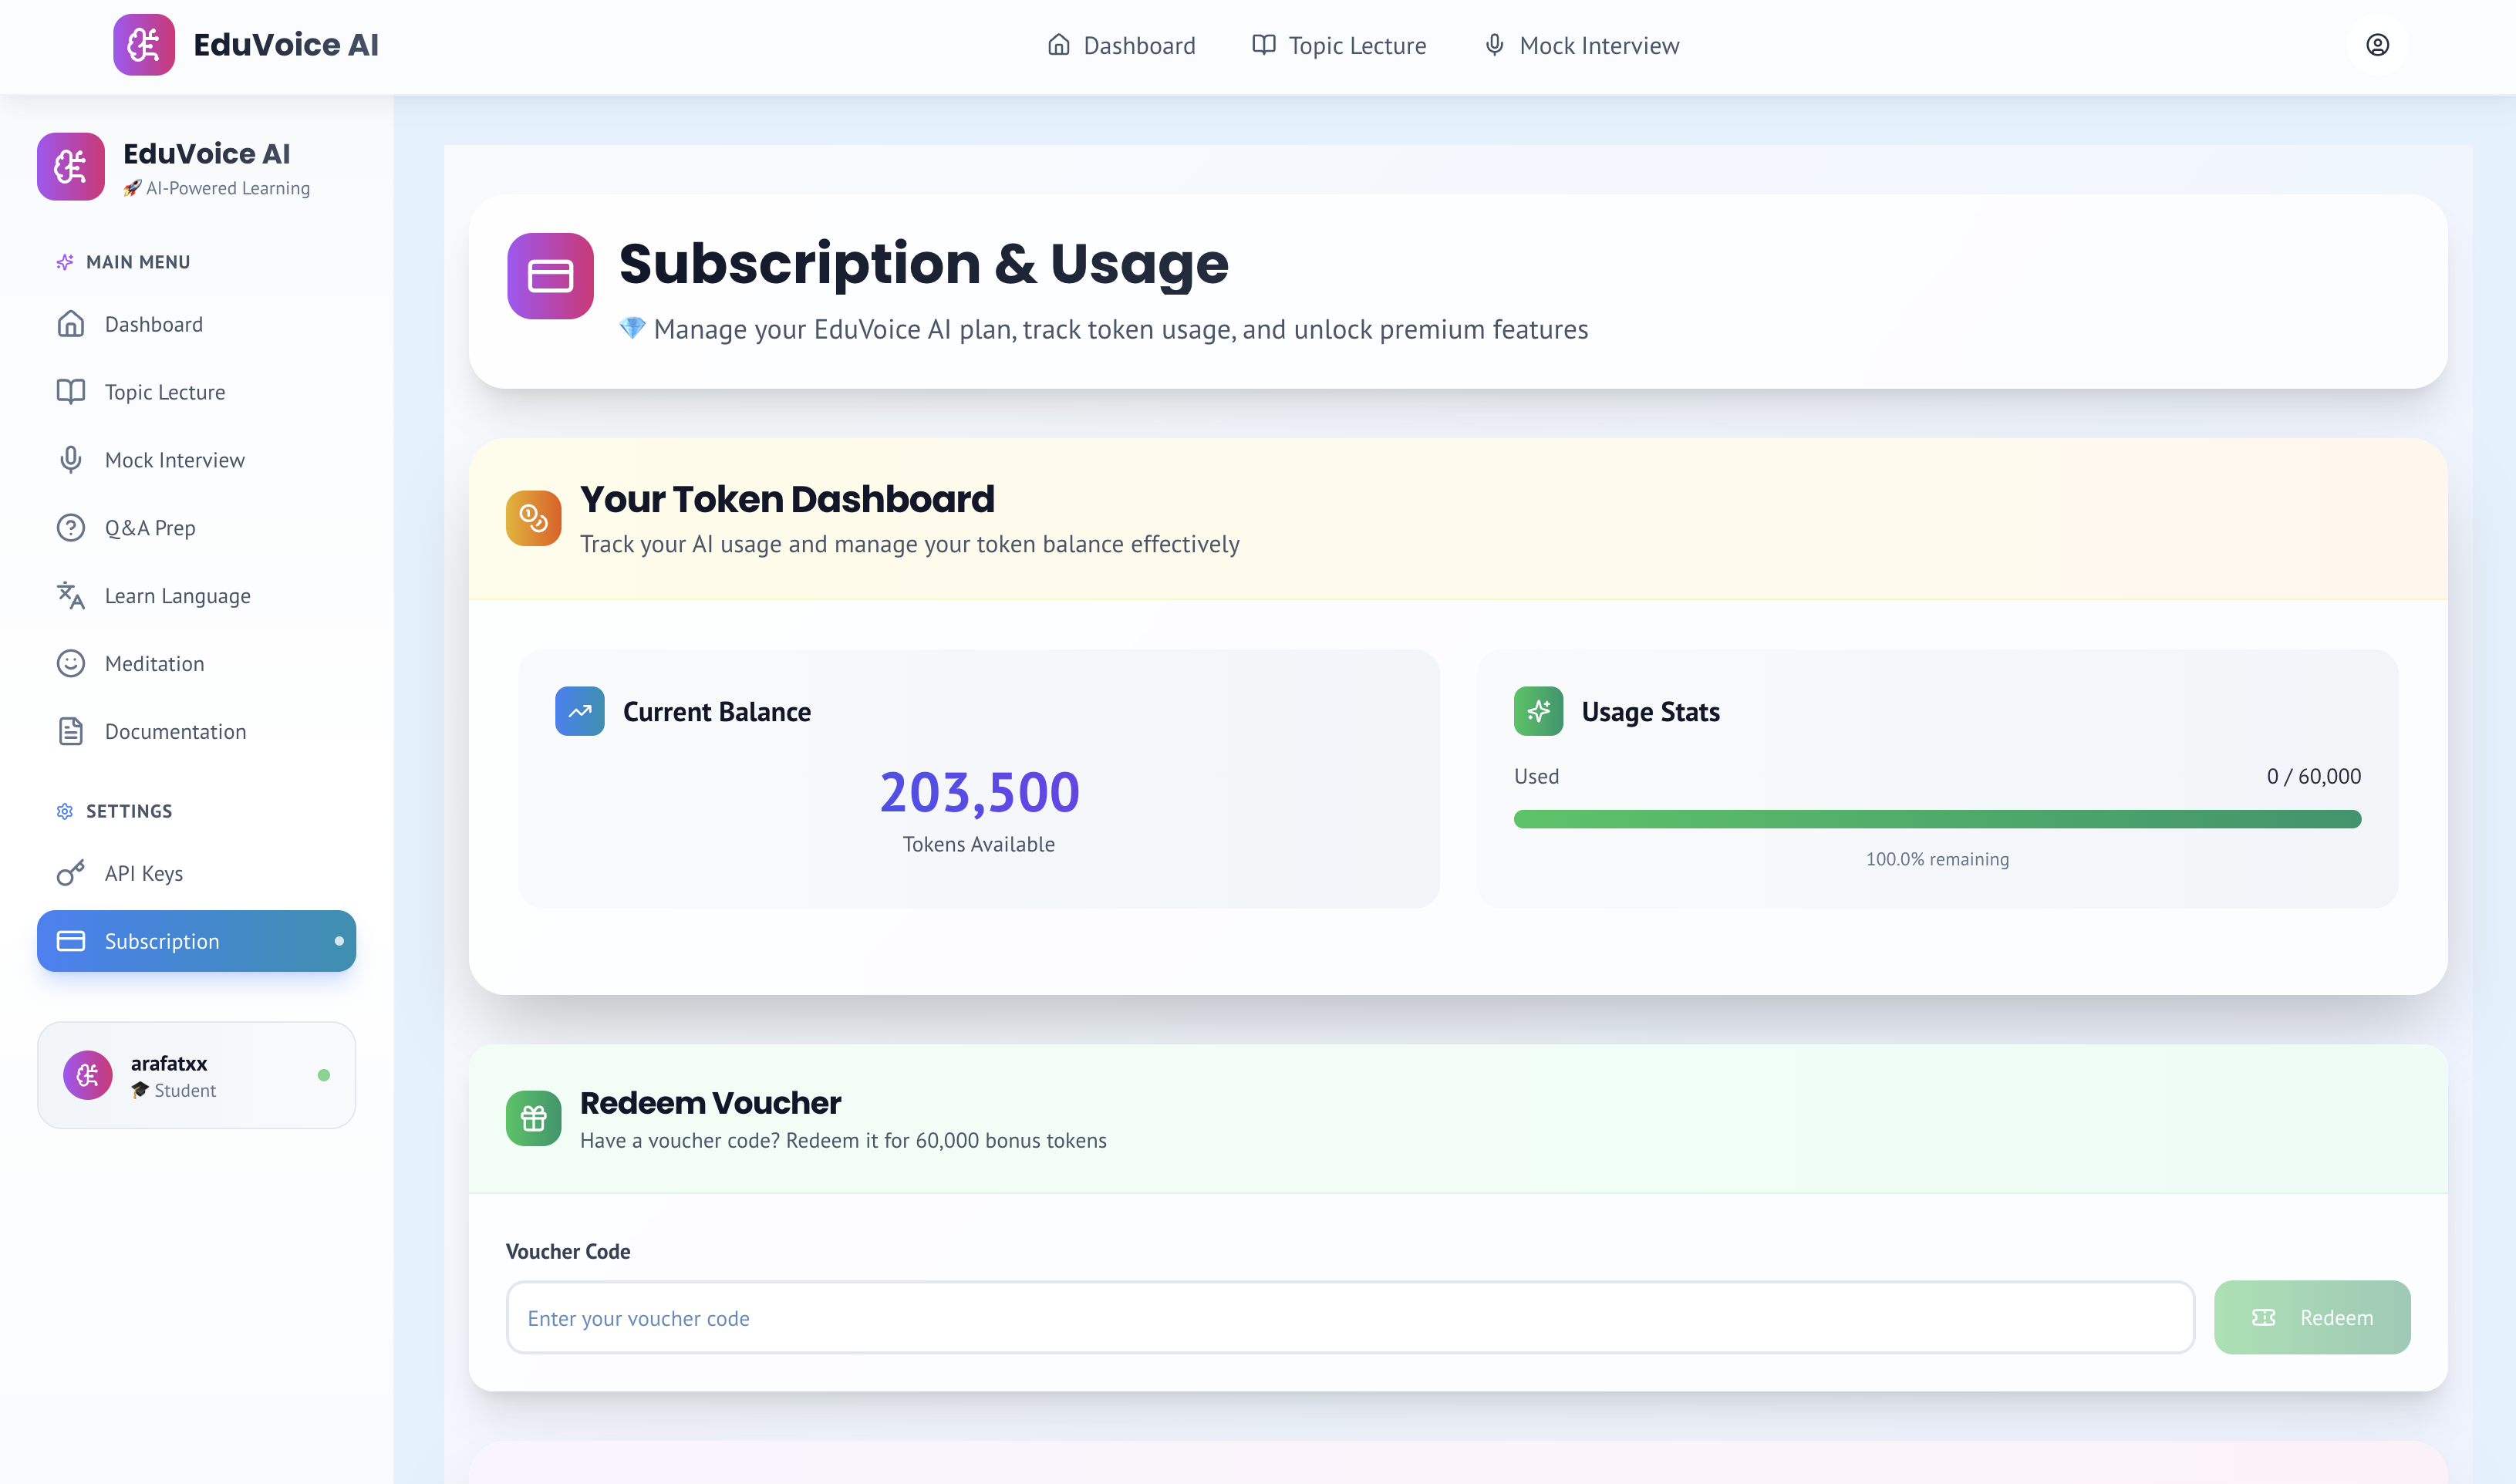 EduVoice AI
Dashboard
Topic Lecture
Mock Interview
EduVoice AI
🚀 AI-Powered Learning
MAIN MENU
Dashboard
Topic Lecture
Mock Interview
Q&A Prep
Learn Language
Meditation
Documentation
SETTINGS
API Keys
Subscription
arafatxx
🎓 Student
Subscription & Usage
💎 Manage your EduVoice AI plan, track token usage, and unlock premium features
Your Token Dashboard
Track your AI usage and manage your token balance effectively
Current Balance
203,500
Tokens Available
Usage Stats
Used 0 / 60,000
100.0% remaining
Redeem Voucher
Have a voucher code? Redeem it for 60,000 bonus tokens
Voucher Code
Enter your voucher code
Redeem